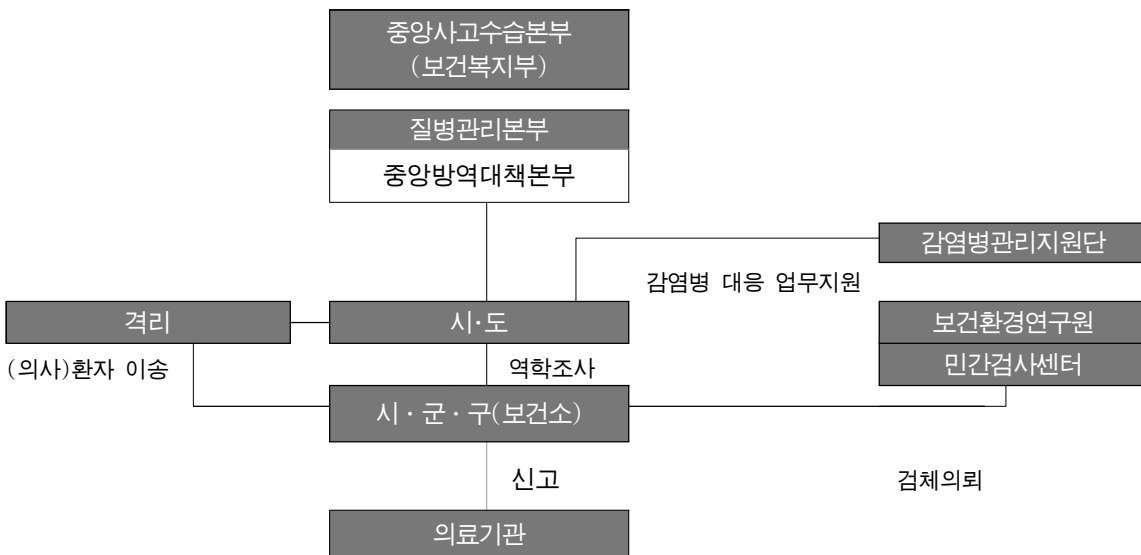 중앙사고수습본부
(보건복지부)
질병관리본부
중앙방역대책본부
감염병관리지원단
감염병 대응 업무지원
격리
시·도
보건환경연구원
(의사)환자 이송
역학조사
민간검사센터
시·군·구(보건소)
신고
검체의뢰
의료기관